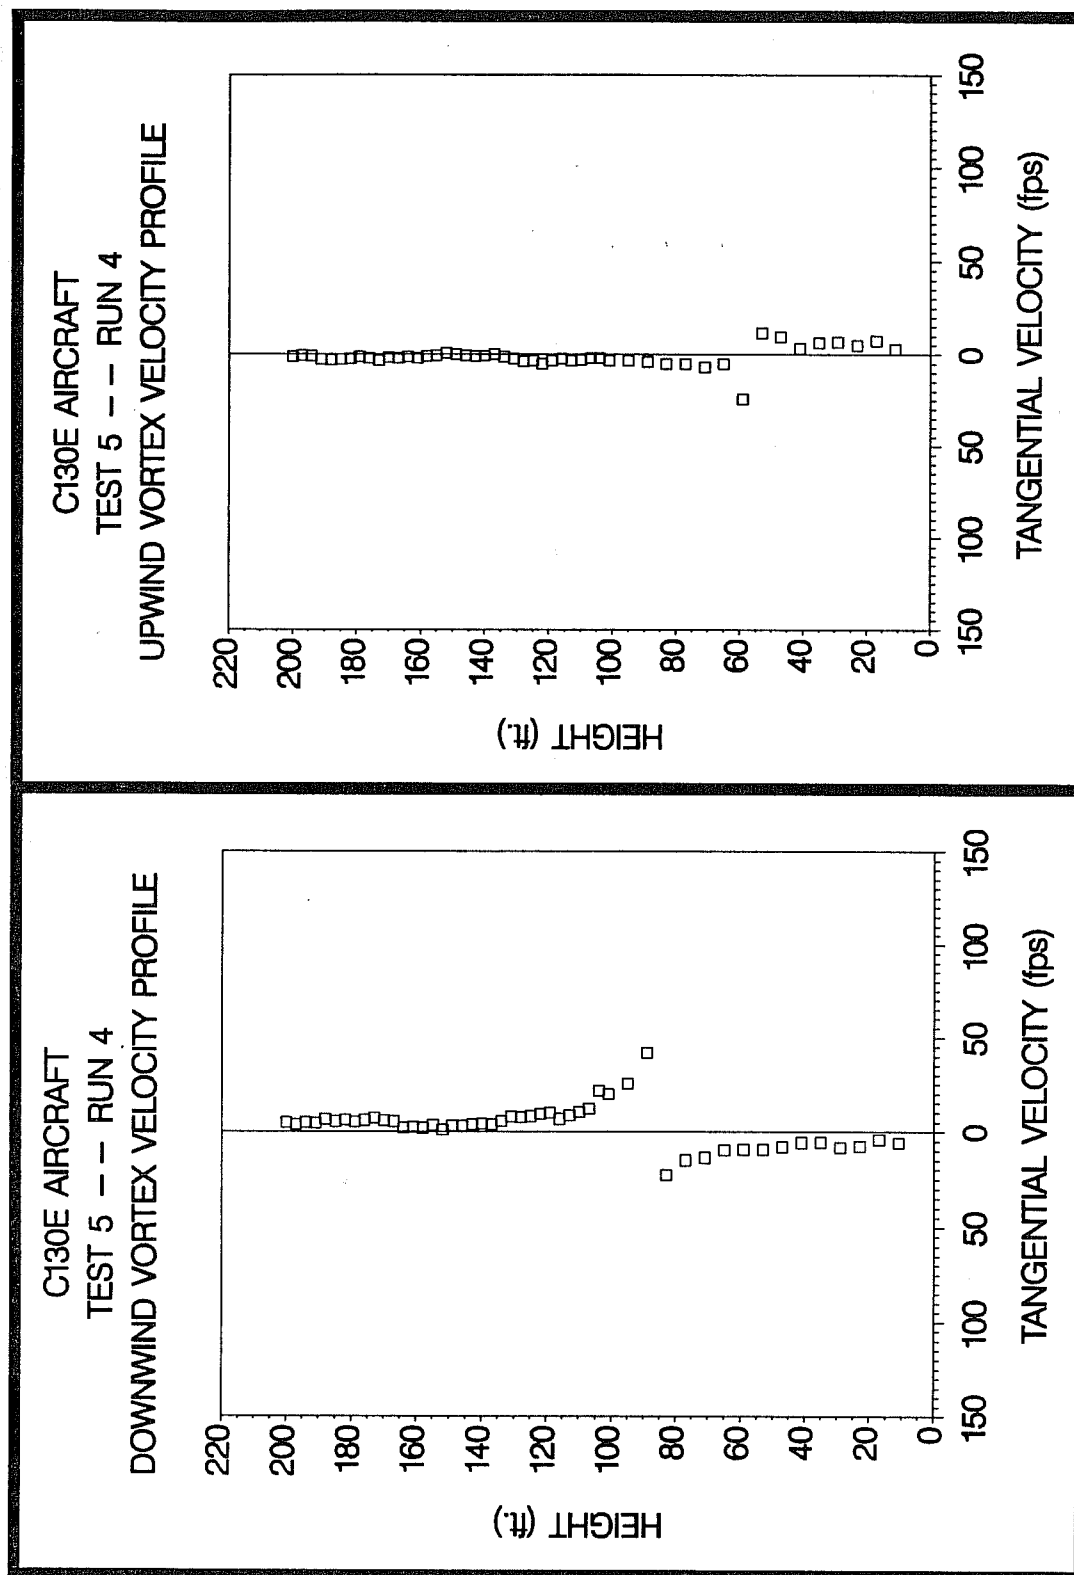 C130E AIRCRAFT
TEST 5 -- RUN 4
DOWNWIND VORTEX VELOCITY PROFILE
HEIGHT (ft.)
220
200
180
160
140
120
100
80
60
40
20
0
150 100 50 0 50 100 150
TANGENTIAL VELOCITY (fps)
C130E AIRCRAFT
TEST 5 -- RUN 4
UPWIND VORTEX VELOCITY PROFILE
HEIGHT (ft.)
220
200
180
160
140
120
100
80
60
40
20
0
150 100 50 0 50 100 150
TANGENTIAL VELOCITY (fps)